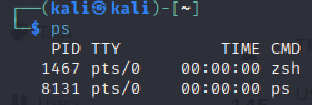 ┌──(kali㉿kali)-[~]
└─$ ps
    PID TTY          TIME CMD
   1467 pts/0    00:00:00 zsh
   8131 pts/0    00:00:00 ps